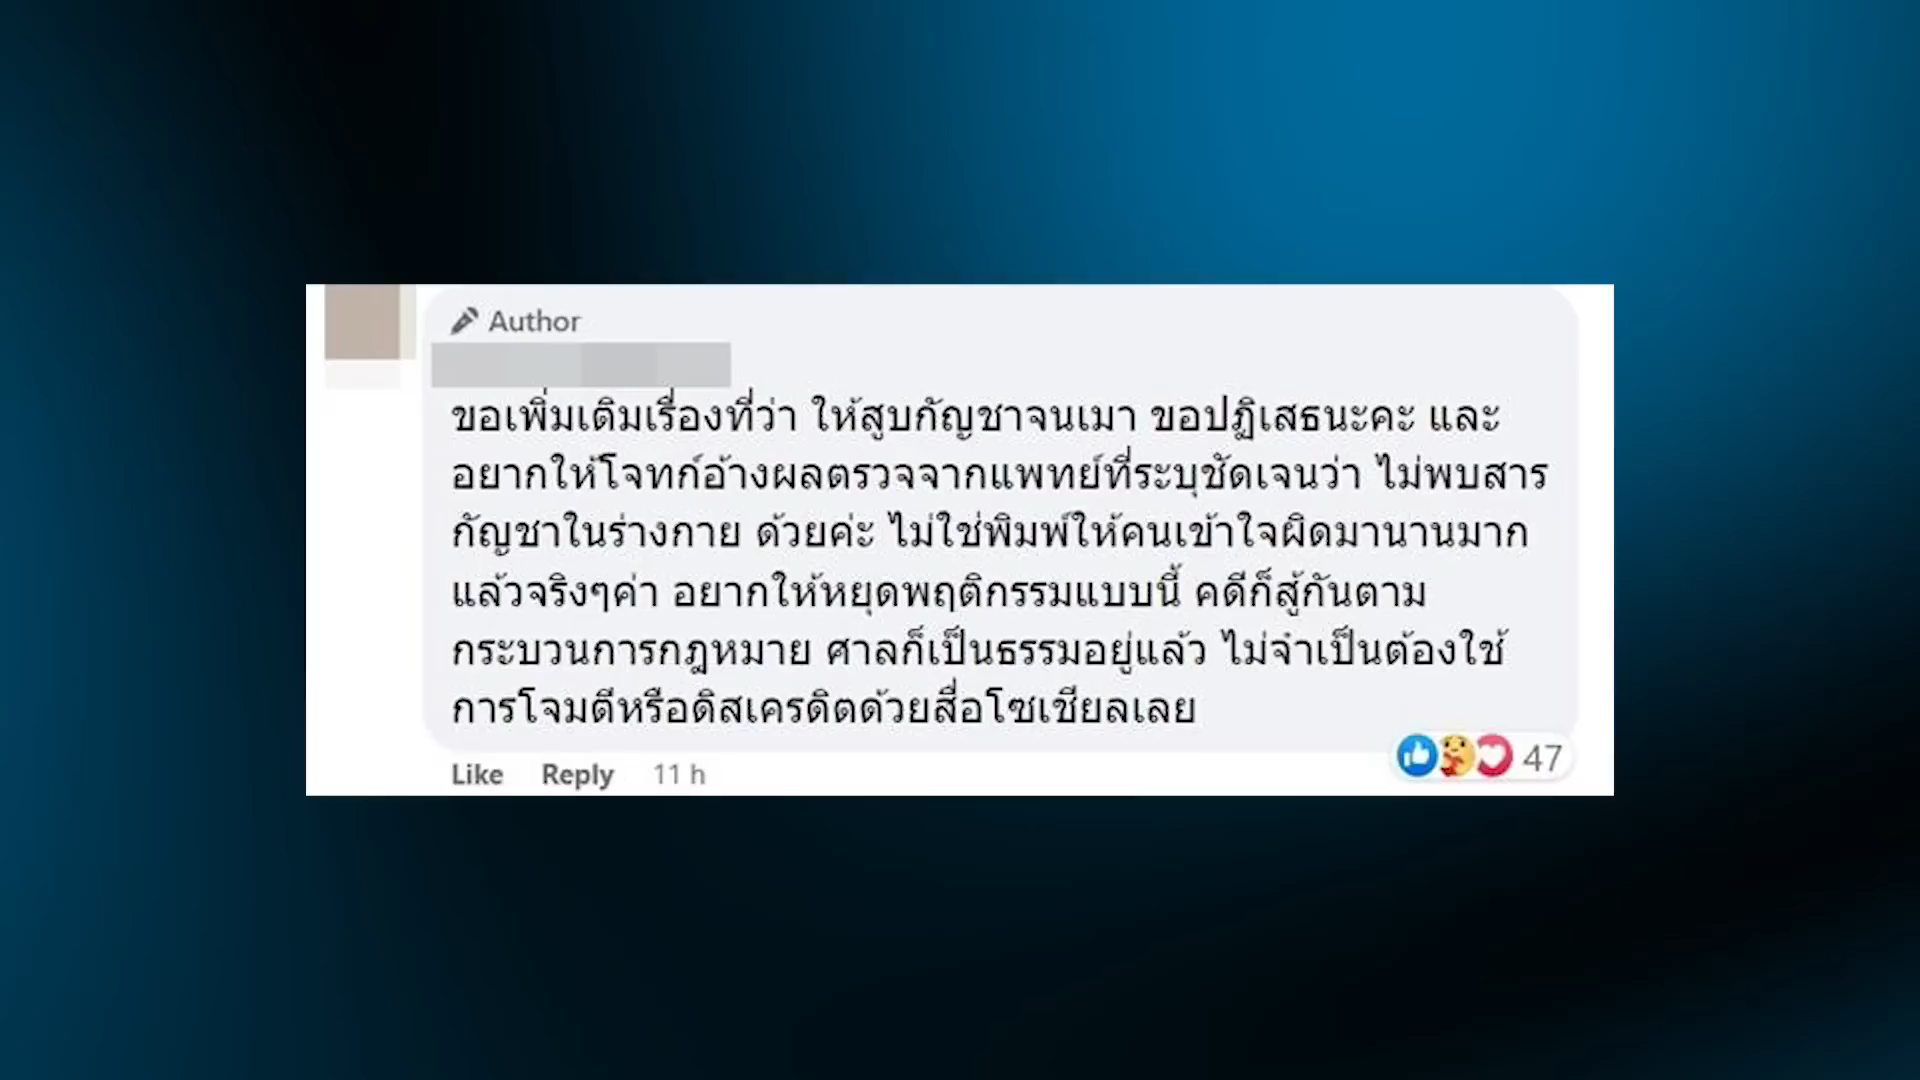 Author
ขอเพิ่มเติมเรื่องที่ว่า ให้สูบกัญชาจนเมา ขอปฏิเสธนะคะ และ
อยากให้โจทก์อ้างผลตรวจจากแพทย์ที่ระบุชัดเจนว่า ไม่พบสาร
กัญชาในร่างกาย ด้วยค่ะ ไม่ใช่พิมพ์ให้คนเข้าใจผิดมานานมาก
แล้วจริงๆค่า อยากให้หยุดพฤติกรรมแบบนี้ คดีก็สู้กันตาม
กระบวนการกฎหมาย ศาลก็เป็นธรรมอยู่แล้ว ไม่จำเป็นต้องใช้
การโจมตีหรือดิสเครดิตด้วยสื่อโซเชียลเลย
Like Reply 11 h 47